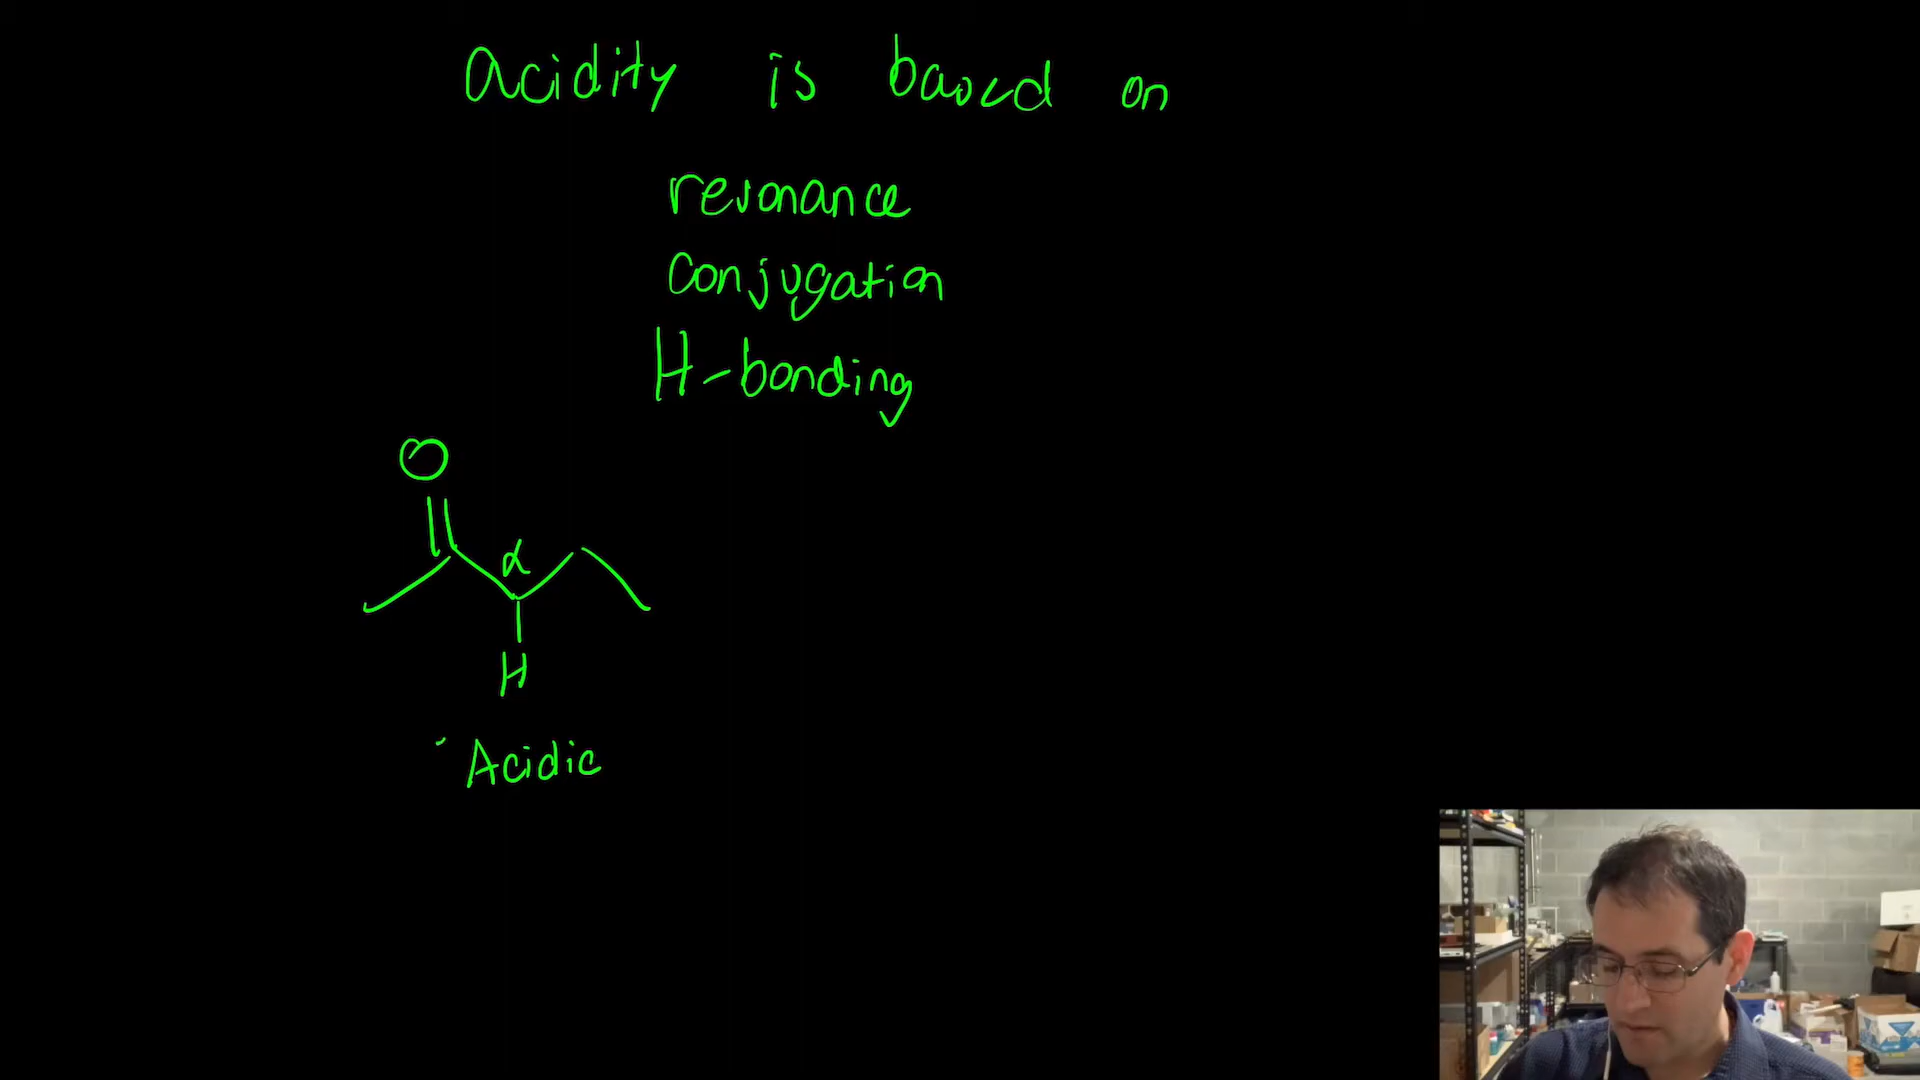 acidity is based on
resonance
conjugation
H-bonding
O
α
H
Acidic